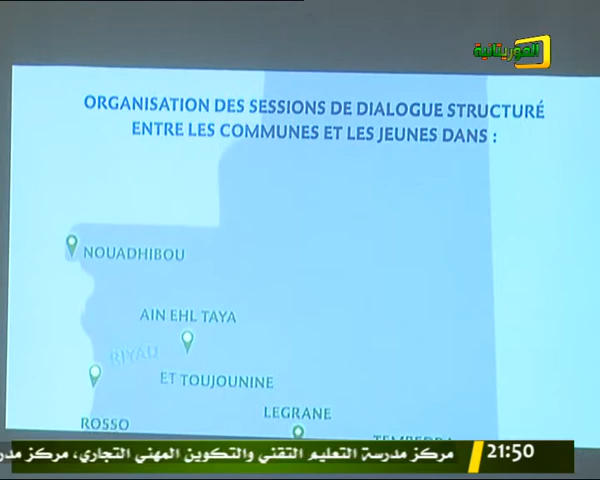 الموريتانية
ORGANISATION DES SESSIONS DE DIALOGUE STRUCTURÉ
ENTRE LES COMMUNES ET LES JEUNES DANS :
NOUADHIBOU
AIN EHL TAYA
RIYAD
ET TOUJOUNINE
LEGRANE
ROSSO
TEMBEDRA
21:50
مركز مدرسة التعليم التقني والتكوين المهني التجاري، مركز مدر